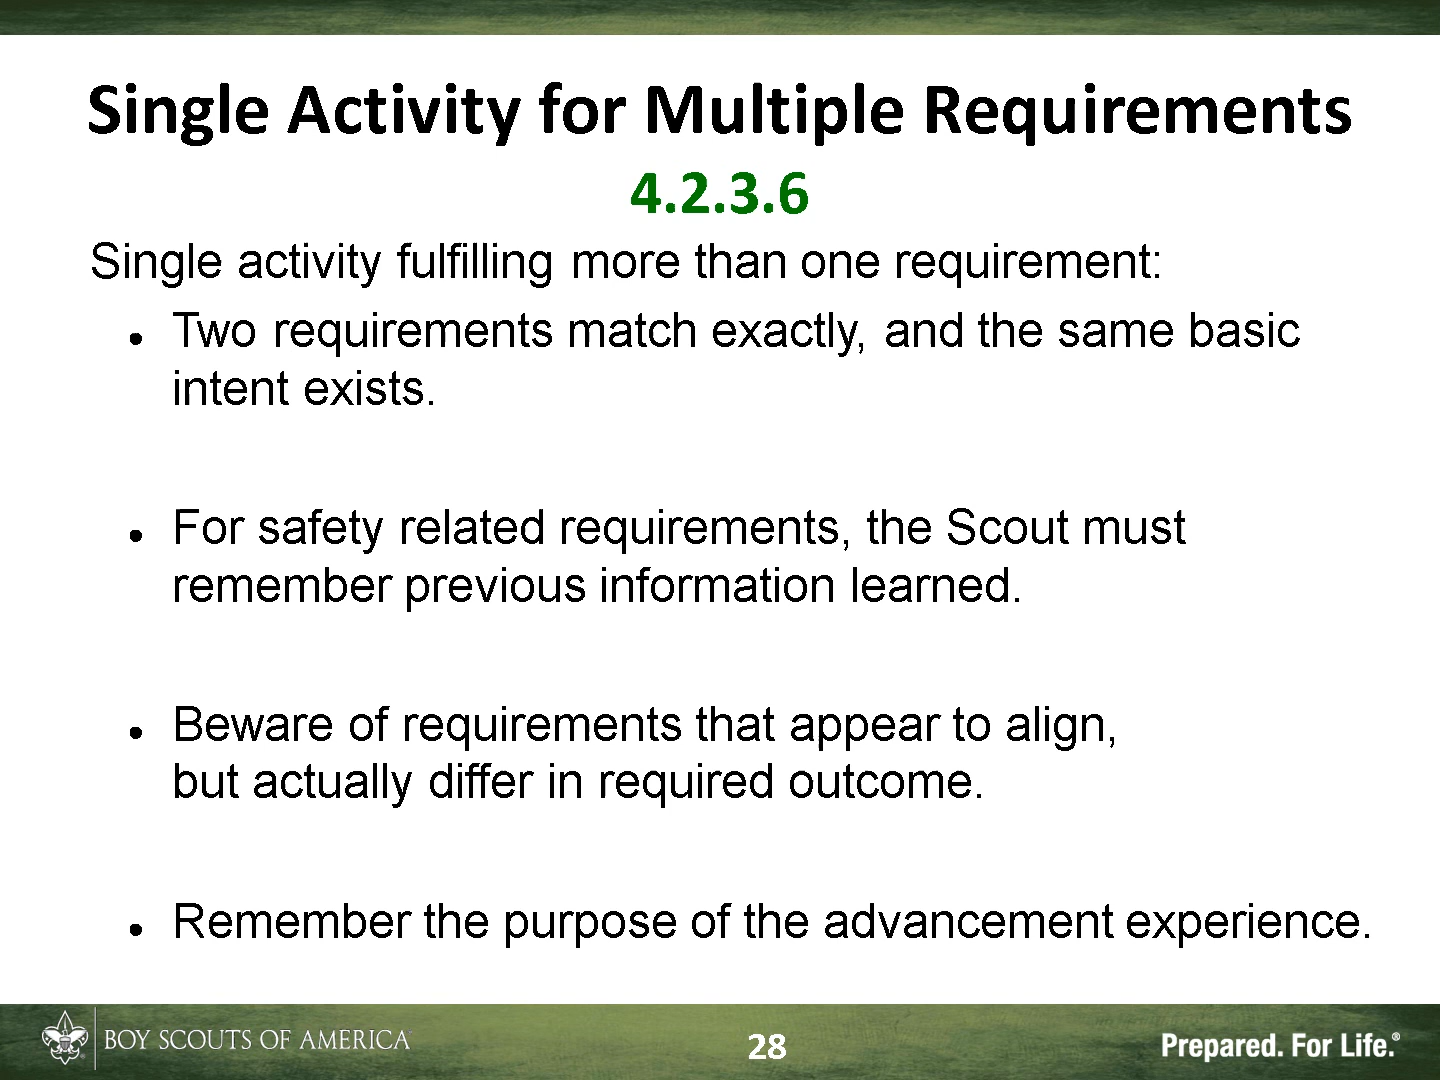 Single Activity for Multiple Requirements
4.2.3.6
Single activity fulfilling more than one requirement:
● Two requirements match exactly, and the same basic
intent exists.
● For safety related requirements, the Scout must
remember previous information learned.
● Beware of requirements that appear to align,
but actually differ in required outcome.
● Remember the purpose of the advancement experience.
BOY SCOUTS OF AMERICA
28
Prepared. For Life.®